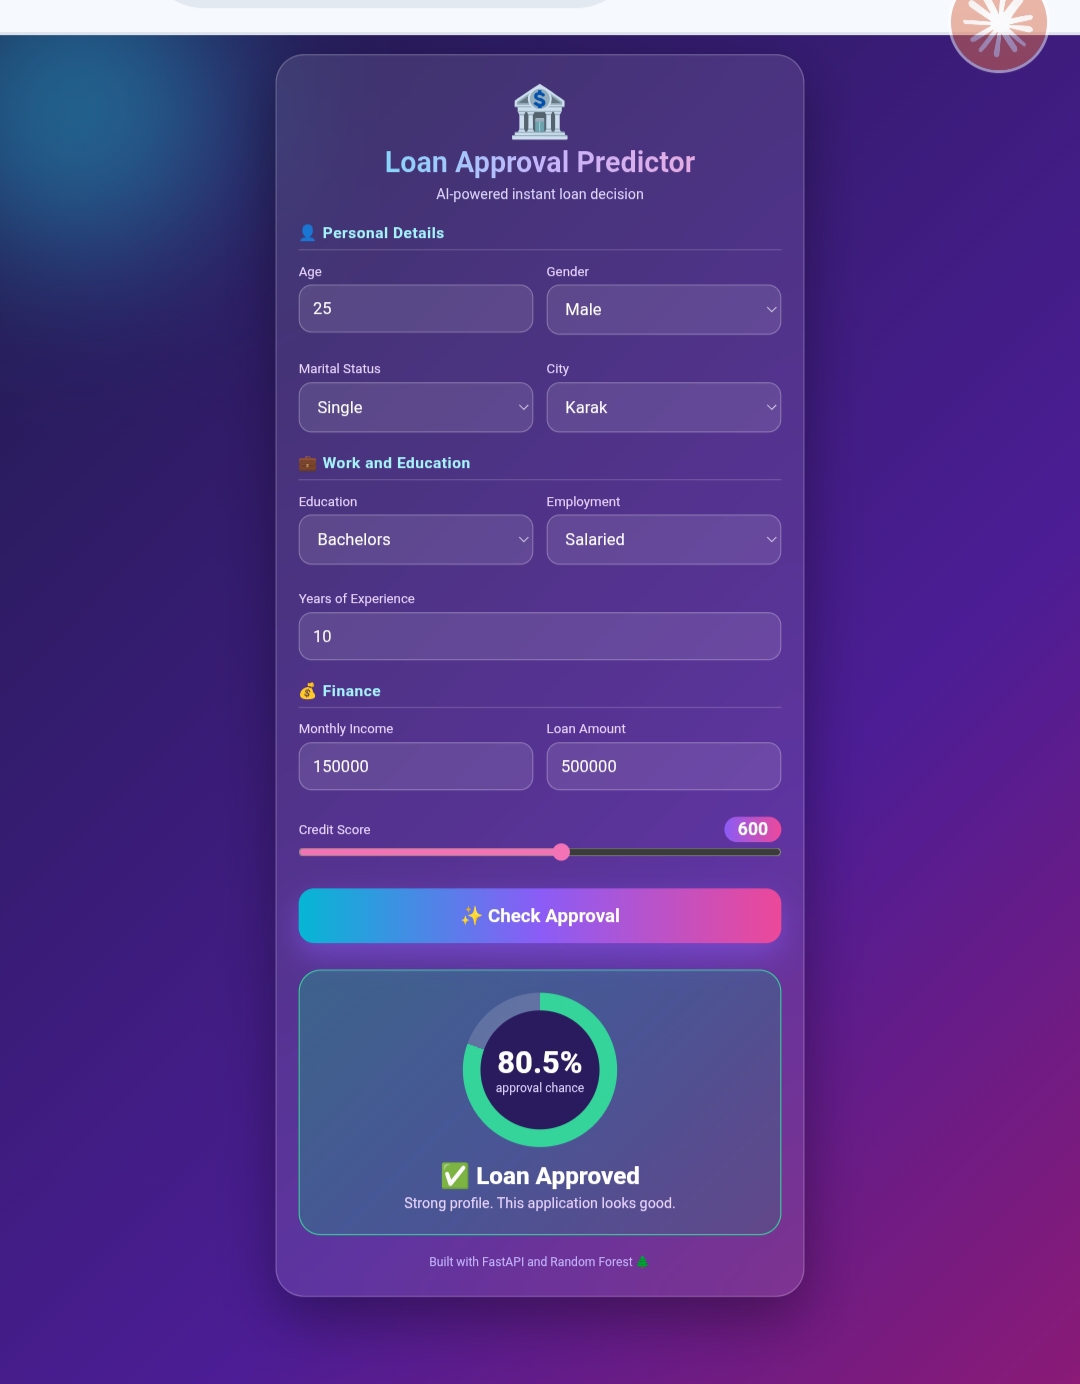 Loan Approval Predictor
AI-powered instant loan decision
👤 Personal Details
Age
Gender
25
Male
Marital Status
City
Single
Karak
💼 Work and Education
Education
Employment
Bachelors
Salaried
Years of Experience
10
💰 Finance
Monthly Income
Loan Amount
150000
500000
Credit Score
600
✨ Check Approval
80.5%
approval chance
✅ Loan Approved
Strong profile. This application looks good.
Built with FastAPI and Random Forest 🌲